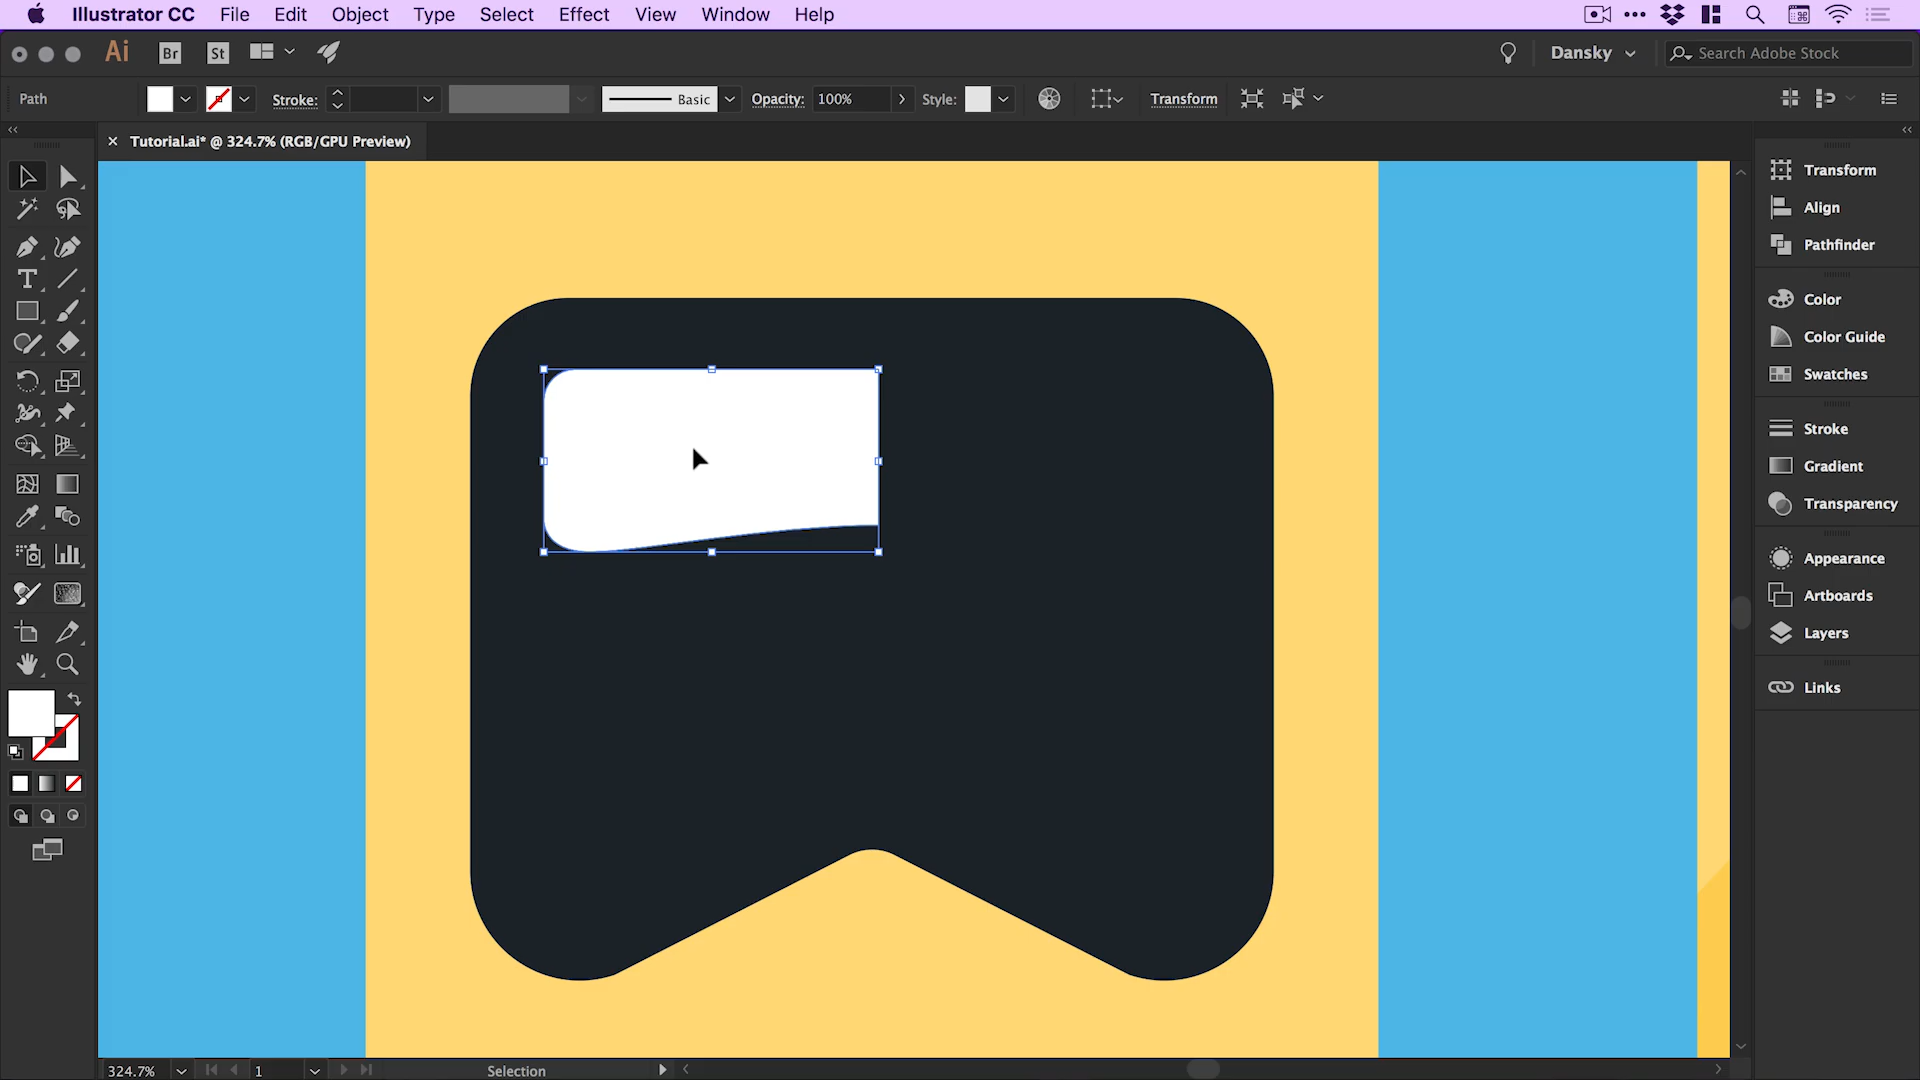 Illustrator CC File Edit Object Type Select Effect View Window Help
Ai Br St Dansky Search Adobe Stock
Path Stroke: Basic Opacity: 100% Style: Transform
Tutorial.ai* @ 324.7% (RGB/GPU Preview)
Transform
Align
Pathfinder
Color
Color Guide
Swatches
Stroke
Gradient
Transparency
Appearance
Artboards
Layers
Links
324.7% 1 Selection